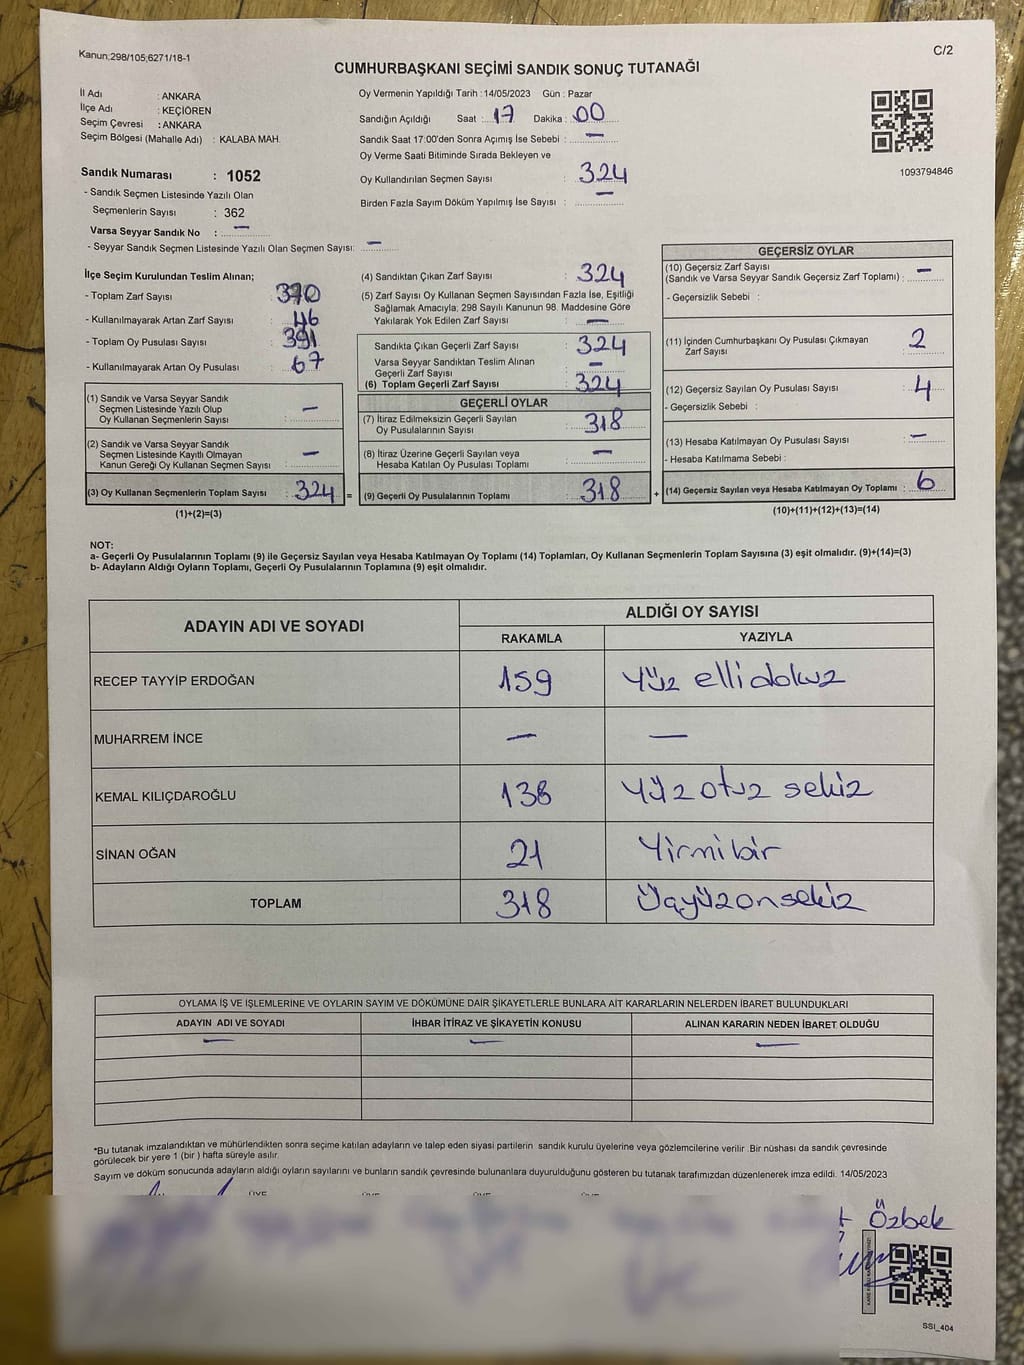 Kanun;298/105;6271/18-1
C/2
CUMHURBAŞKANI SEÇİMİ SANDIK SONUÇ TUTANAĞI
İl Adı : ANKARA
İlçe Adı : KEÇİÖREN
Seçim Çevresi : ANKARA
Seçim Bölgesi (Mahalle Adı) : KALABA MAH.
Sandık Numarası : 1052
- Sandık Seçmen Listesinde Yazılı Olan
Seçmenlerin Sayısı : 362
Varsa Seyyar Sandık No : —
- Seyyar Sandık Seçmen Listesinde Yazılı Olan Seçmen Sayısı: —
Oy Vermenin Yapıldığı Tarih : 14/05/2023 Gün : Pazar
Sandığın Açıldığı Saat : 17 Dakika : 00
Sandık Saat 17:00'den Sonra Açımış İse Sebebi : —
Oy Verme Saati Bitiminde Sırada Bekleyen ve
Oy Kullandırılan Seçmen Sayısı : 324
Birden Fazla Sayım Döküm Yapılmış İse Sayısı : —
1093794846
İlçe Seçim Kurulundan Teslim Alınan;
- Toplam Zarf Sayısı : 370
- Kullanılmayarak Artan Zarf Sayısı : 46
- Toplam Oy Pusulası Sayısı : 391
- Kullanılmayarak Artan Oy Pusulası : 67
(1) Sandık ve Varsa Seyyar Sandık
Seçmen Listesinde Yazılı Olup
Oy Kullanan Seçmenlerin Sayısı : —
(2) Sandık ve Varsa Seyyar Sandık
Seçmen Listesinde Kayıtlı Olmayan
Kanun Gereği Oy Kullanan Seçmen Sayısı : —
(3) Oy Kullanan Seçmenlerin Toplam Sayısı : 324 =
(1)+(2)=(3)
(4) Sandıktan Çıkan Zarf Sayısı : 324
(5) Zarf Sayısı Oy Kullanan Seçmen Sayısından Fazla İse, Eşitliği
Sağlamak Amacıyla; 298 Sayılı Kanunun 98. Maddesine Göre
Yakılarak Yok Edilen Zarf Sayısı : —
Sandıkta Çıkan Geçerli Zarf Sayısı : 324
Varsa Seyyar Sandıktan Teslim Alınan
Geçerli Zarf Sayısı : —
(6) Toplam Geçerli Zarf Sayısı : 324
GEÇERLİ OYLAR
(7) İtiraz Edilmeksizin Geçerli Sayılan
Oy Pusulalarının Sayısı : 318
(8) İtiraz Üzerine Geçerli Sayılan veya
Hesaba Katılan Oy Pusulası Toplamı : —
(9) Geçerli Oy Pusulalarının Toplamı : 318 +
GEÇERSİZ OYLAR
(10) Geçersiz Zarf Sayısı
(Sandık ve Varsa Seyyar Sandık Geçersiz Zarf Toplamı) : —
- Geçersizlik Sebebi :
(11) İçinden Cumhurbaşkanı Oy Pusulası Çıkmayan
Zarf Sayısı : 2
(12) Geçersiz Sayılan Oy Pusulası Sayısı : 4
- Geçersizlik Sebebi :
(13) Hesaba Katılmayan Oy Pusulası Sayısı : —
- Hesaba Katılmama Sebebi :
(14) Geçersiz Sayılan veya Hesaba Katılmayan Oy Toplamı : 6
(10)+(11)+(12)+(13)=(14)
NOT:
a- Geçerli Oy Pusulalarının Toplamı (9) ile Geçersiz Sayılan veya Hesaba Katılmayan Oy Toplamı (14) Toplamları, Oy Kullanan Seçmenlerin Toplam Sayısına (3) eşit olmalıdır. (9)+(14)=(3)
b- Adayların Aldığı Oyların Toplamı, Geçerli Oy Pusulalarının Toplamına (9) eşit olmalıdır.
ADAYIN ADI VE SOYADI
ALDIĞI OY SAYISI
RAKAMLA YAZIYLA
RECEP TAYYİP ERDOĞAN 159 Yüz elli dokuz
MUHARREM İNCE — —
KEMAL KILIÇDAROĞLU 138 Yüz otuz sekiz
SİNAN OĞAN 21 Yirmi bir
TOPLAM 318 Üçyüzonsekiz
OYLAMA İŞ VE İŞLEMLERİNE VE OYLARIN SAYIM VE DÖKÜMÜNE DAİR ŞİKAYETLERLE BUNLARA AİT KARARLARIN NELERDEN İBARET BULUNDUKLARI
ADAYIN ADI VE SOYADI İHBAR İTİRAZ VE ŞİKAYETİN KONUSU ALINAN KARARIN NEDEN İBARET OLDUĞU
— — —
*Bu tutanak imzalandıktan ve mühürlendikten sonra seçime katılan adayların ve talep eden siyasi partilerin sandık kurulu üyelerine veya gözlemcilerine verilir .Bir nüshası da sandık çevresinde
görülecek bir yere 1 (bir ) hafta süreyle asılır.
Sayım ve döküm sonucunda adayların aldığı oyların sayılarını ve bunların sandık çevresinde bulunanlara duyurulduğunu gösteren bu tutanak tarafımızdan düzenlenerek imza edildi. 14/05/2023
Özbek
SSI_404